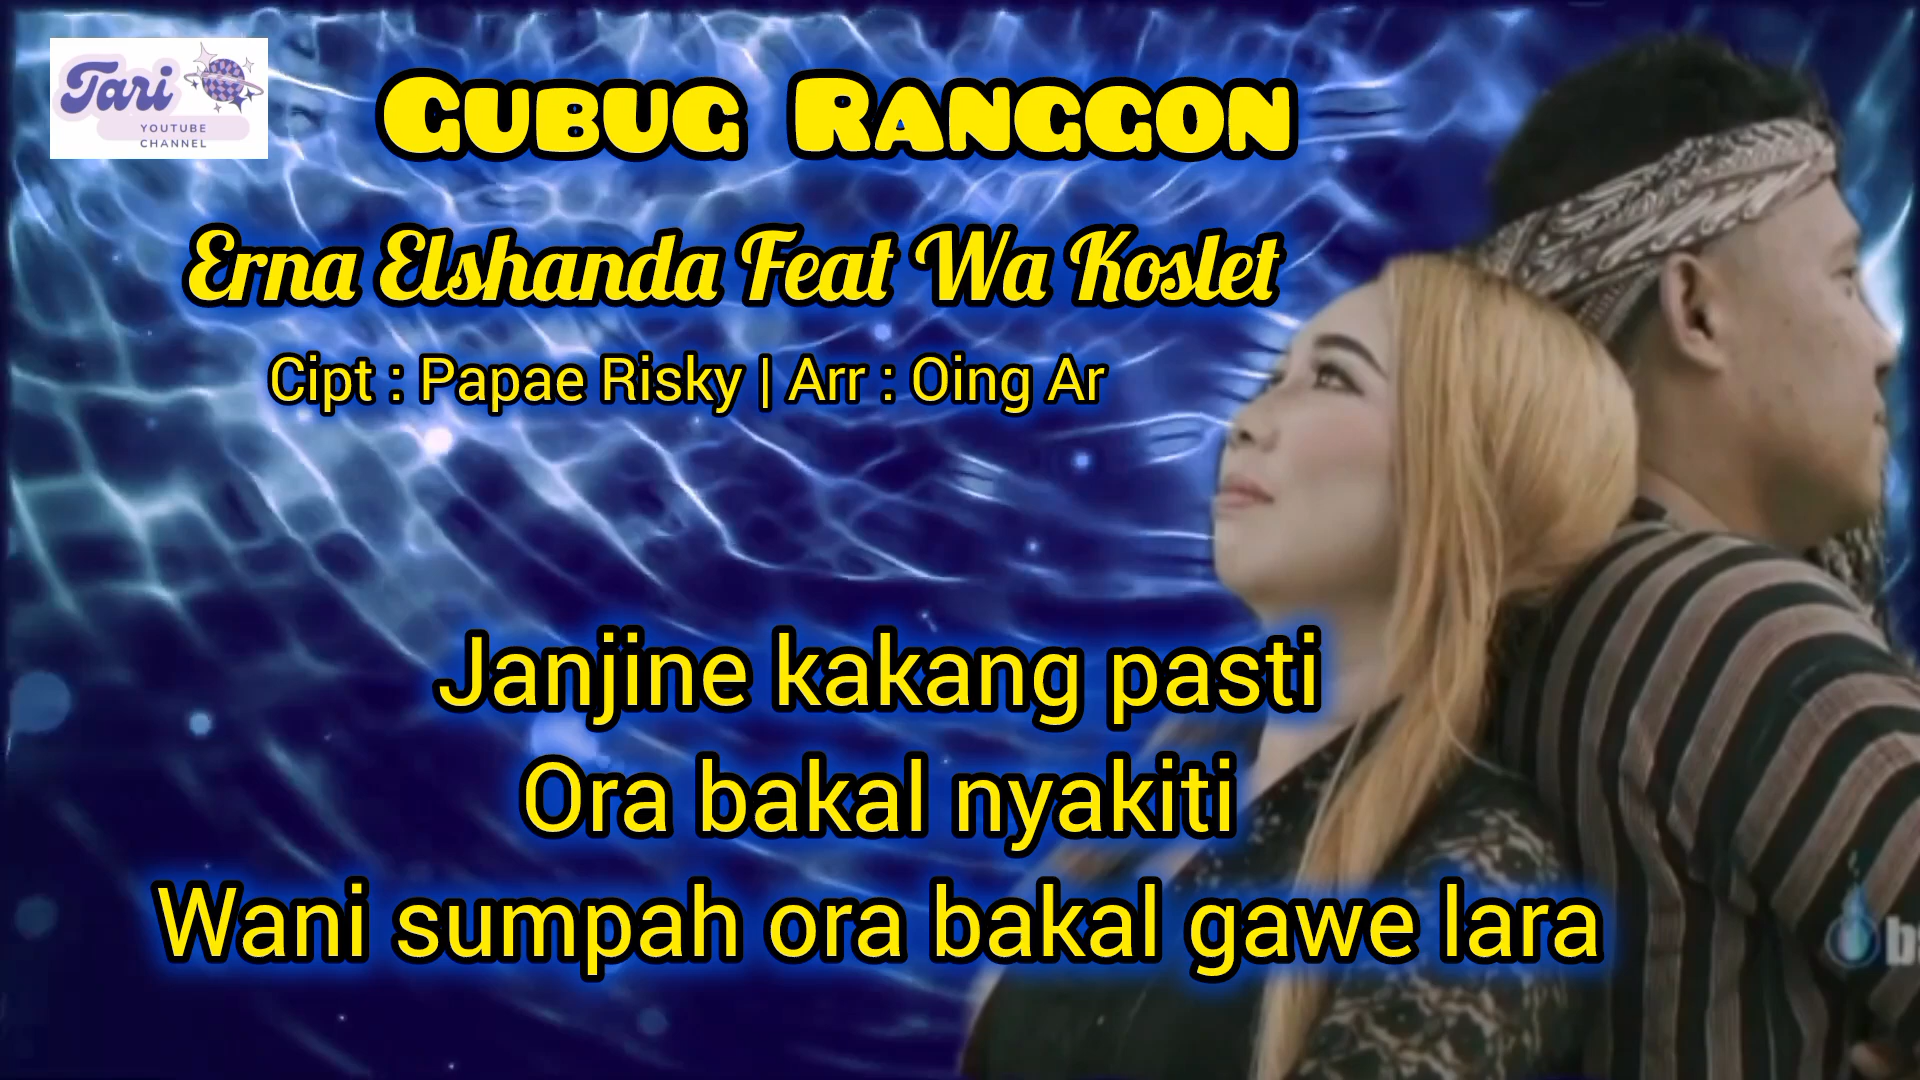 Tari
YOUTUBE
CHANNEL
GUBUG RANGGON
Erna Elshanda Feat Wa Koslet
Cipt : Papae Risky | Arr : Oing Ar
Janjine kakang pasti
Ora bakal nyakiti
Wani sumpah ora bakal gawe lara